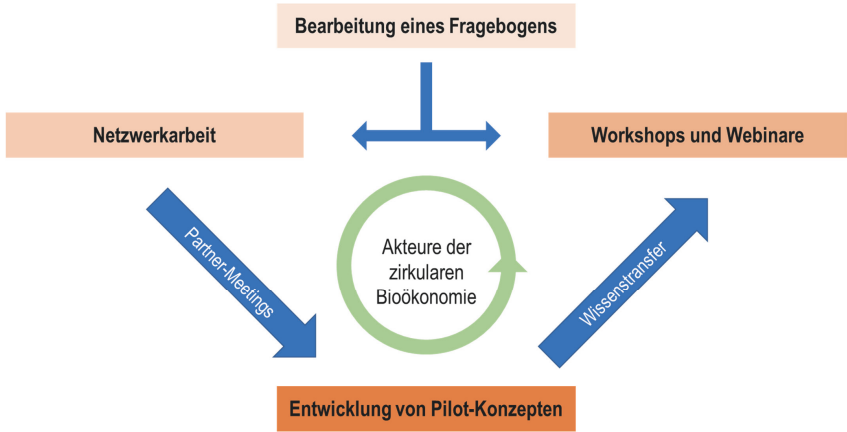 Bearbeitung eines Fragebogens
Netzwerkarbeit
Workshops und Webinare
Partner-Meetings
Akteure der
zirkularen
Bioökonomie
Wissenstransfer
Entwicklung von Pilot-Konzepten